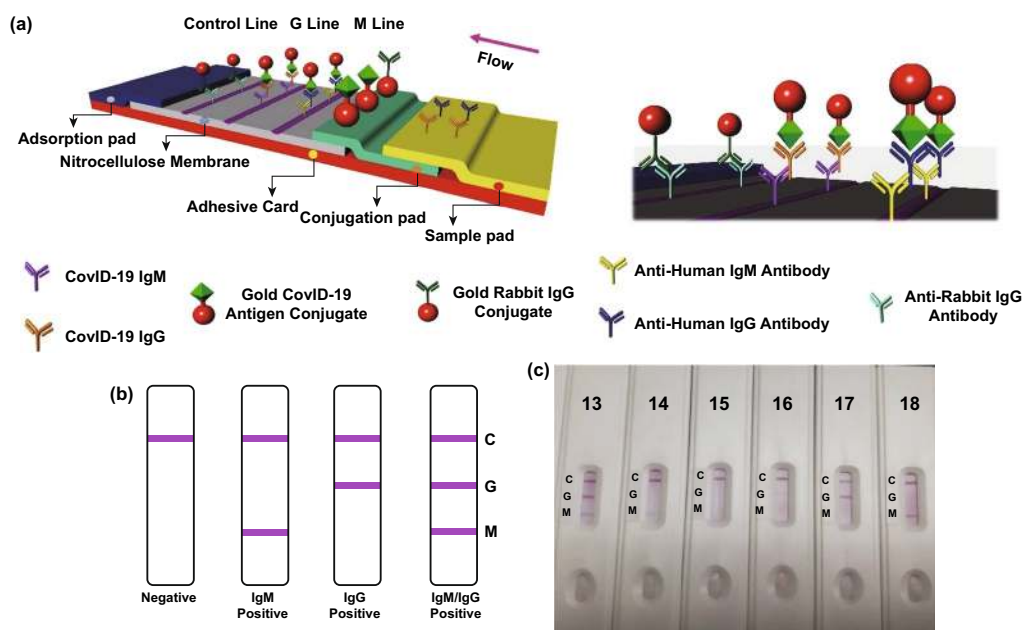 (a)
Control Line G Line M Line
Flow
Adsorption pad
Nitrocellulose Membrane
Adhesive Card
Conjugation pad
Sample pad
CovID-19 IgM
CovID-19 IgG
Gold CovID-19
Antigen Conjugate
Gold Rabbit IgG
Conjugate
Anti-Human IgM Antibody
Anti-Human IgG Antibody
Anti-Rabbit IgG
Antibody
(b)
C
G
M
Negative
IgM
Positive
IgG
Positive
IgM/IgG
Positive
(c)
13 14 15 16 17 18
C C C C C C
G G G G G G
M M M M M M